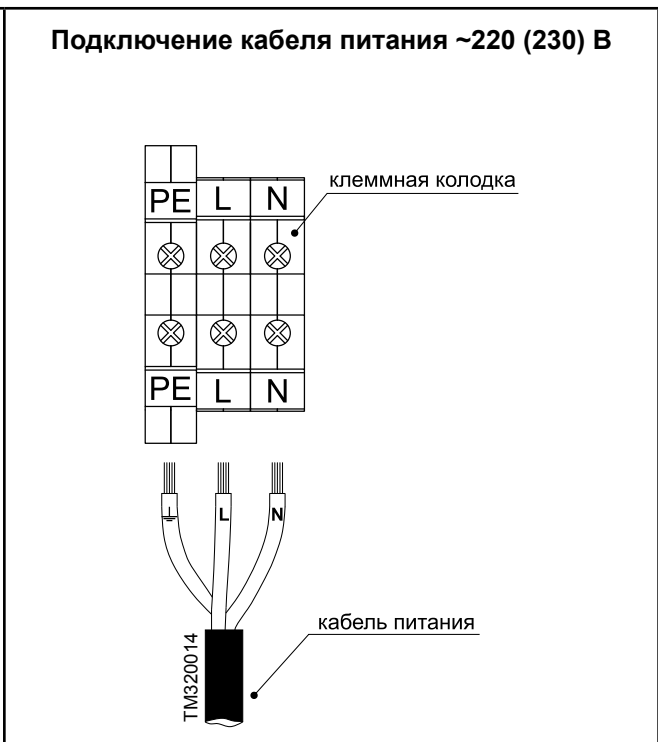 Подключение кабеля питания ~220 (230) В
клеммная колодка
PE L N
PE L N
L N
кабель питания
TM320014